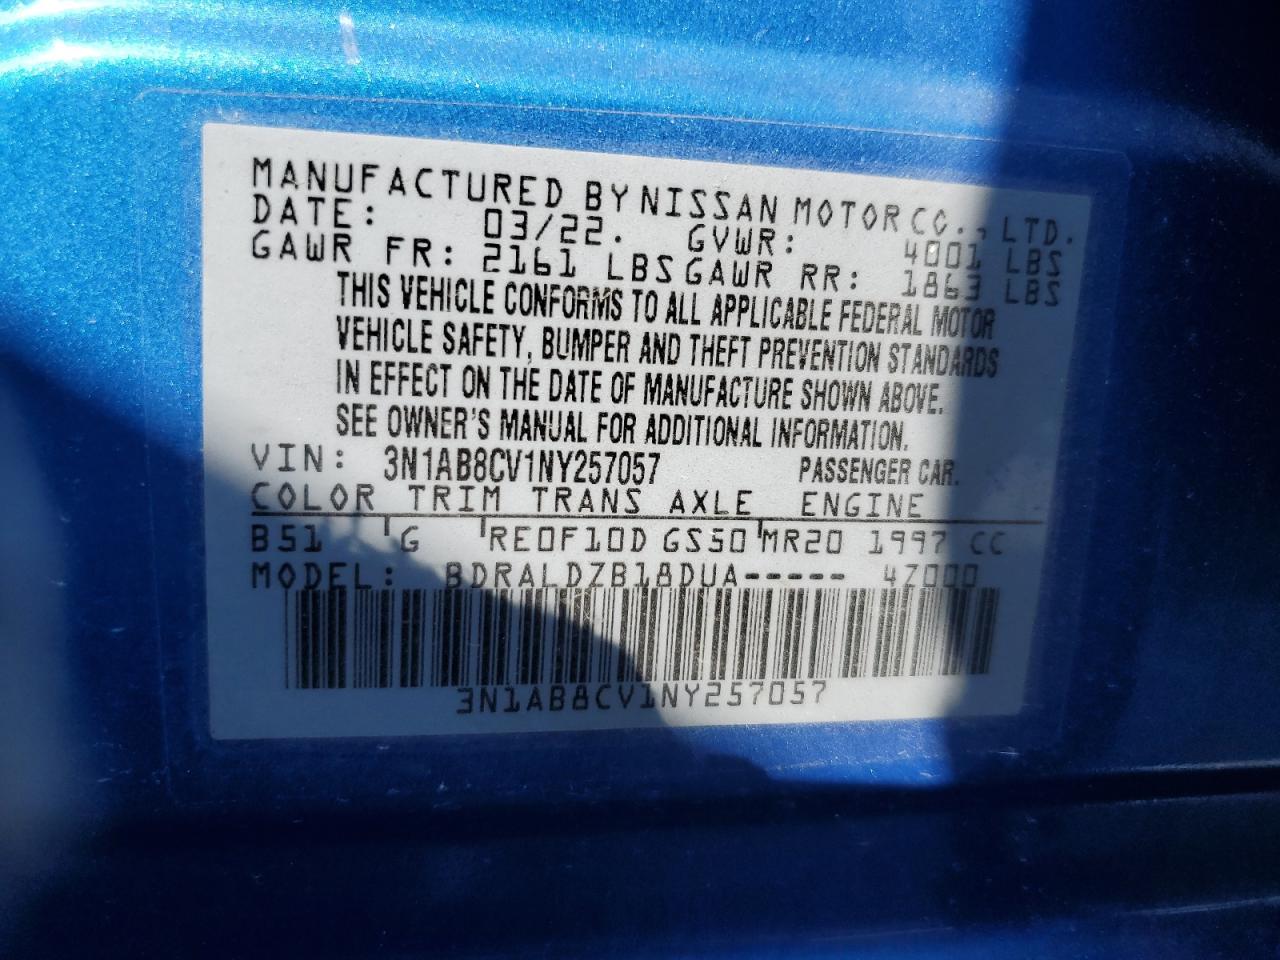 MANUFACTURED BY NISSAN MOTOR CO., LTD.
DATE: 03/22. GVWR: 4001 LBS
GAWR FR: 2161 LBS GAWR RR: 1863 LBS
THIS VEHICLE CONFORMS TO ALL APPLICABLE FEDERAL MOTOR
VEHICLE SAFETY, BUMPER AND THEFT PREVENTION STANDARDS
IN EFFECT ON THE DATE OF MANUFACTURE SHOWN ABOVE.
SEE OWNER'S MANUAL FOR ADDITIONAL INFORMATION.
VIN: 3N1AB8CV1NY257057 PASSENGER CAR.
COLOR TRIM TRANS AXLE ENGINE
B51 G RE0F10D GS50 MR20 1997 CC
MODEL: BDRALDZB18DUA----- 4Z000
3N1AB8CV1NY257057